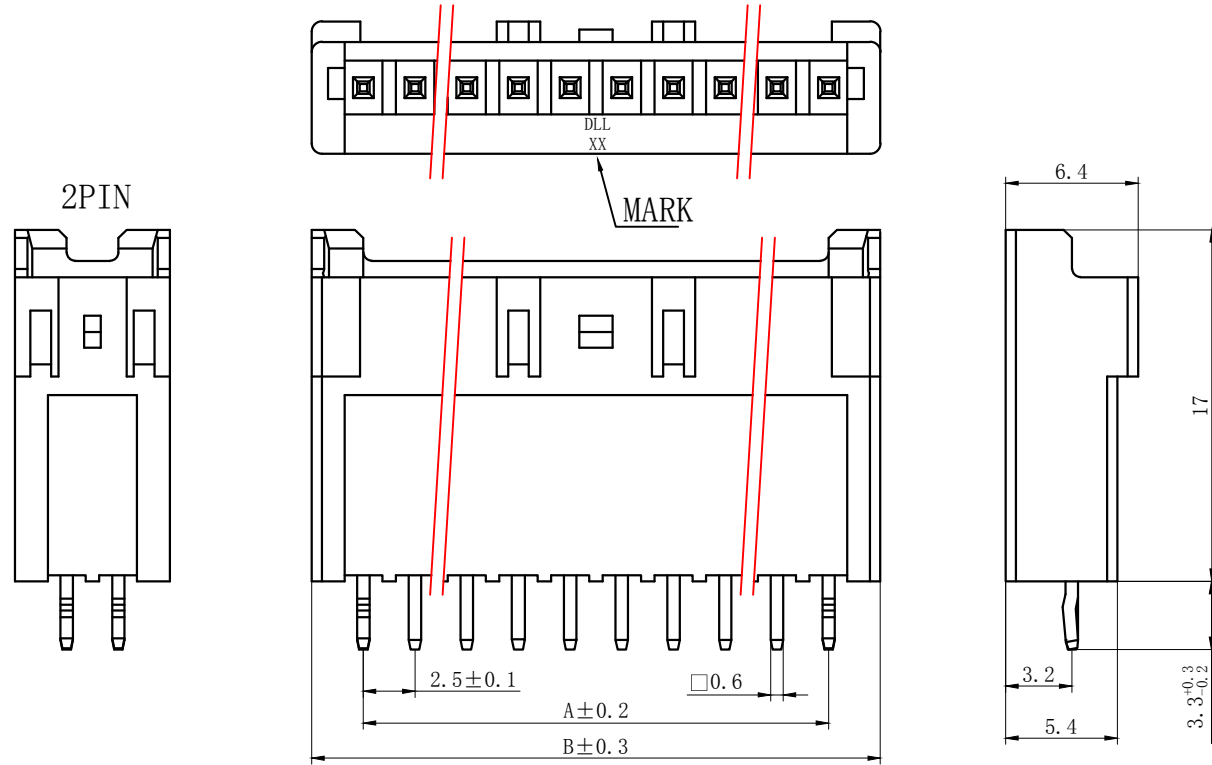 DLL
XX
MARK
2PIN
6.4
17
2.5±0.1
□0.6
A±0.2
B±0.3
3.2
5.4
3.3+0.3-0.2